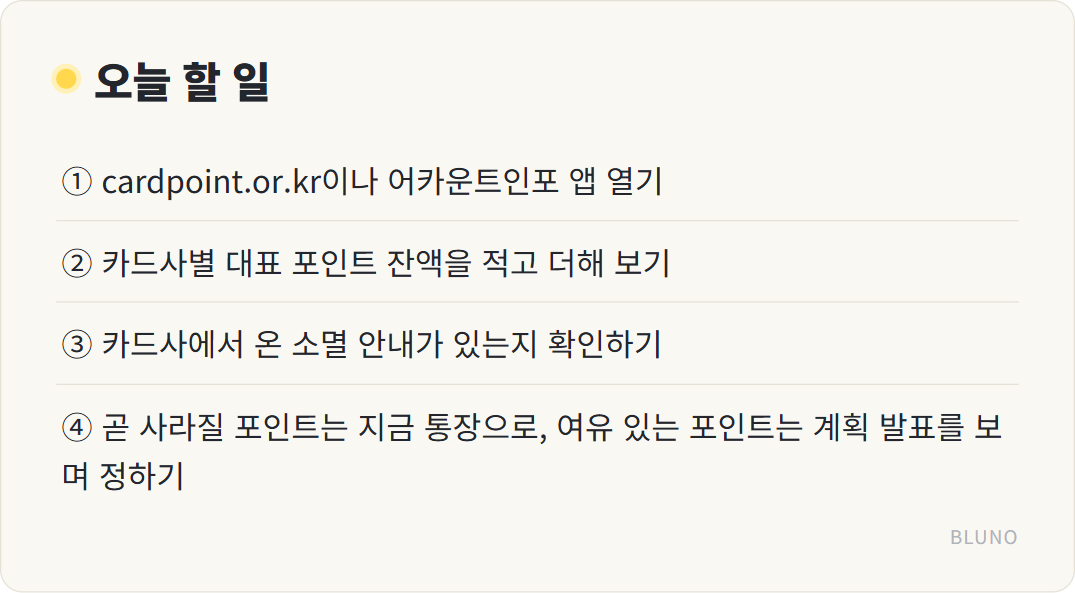 오늘 할 일
① cardpoint.or.kr이나 어카운트인포 앱 열기
② 카드사별 대표 포인트 잔액을 적고 더해 보기
③ 카드사에서 온 소멸 안내가 있는지 확인하기
④ 곧 사라질 포인트는 지금 통장으로, 여유 있는 포인트는 계획 발표를 보
며 정하기
BLUNO